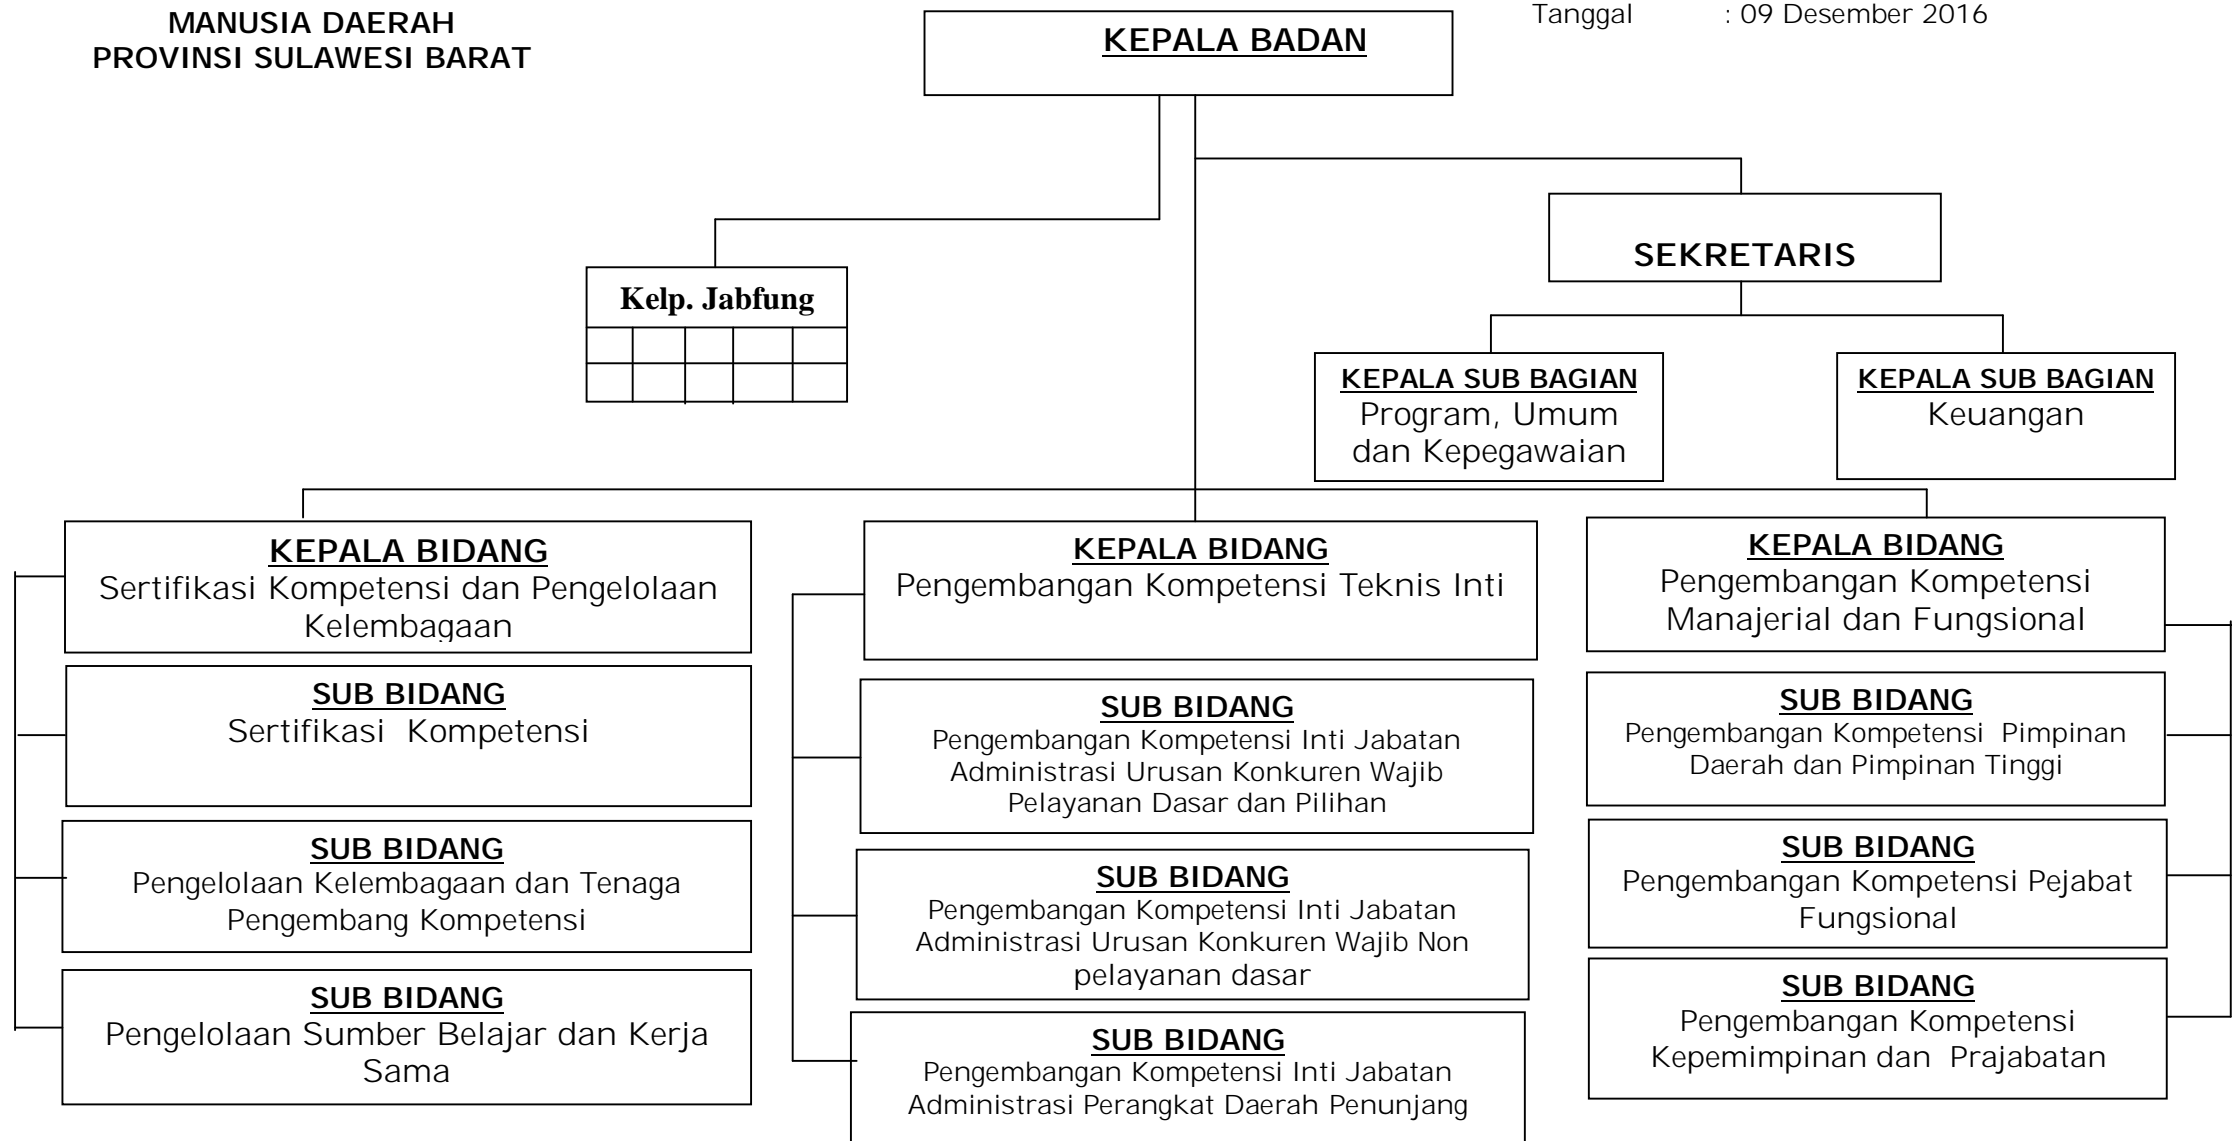 MANUSIA DAERAH
PROVINSI SULAWESI BARAT
Tanggal : 09 Desember 2016
KEPALA BADAN
SEKRETARIS
Kelp. Jabfung
KEPALA SUB BAGIAN
Program, Umum
dan Kepegawaian
KEPALA SUB BAGIAN
Keuangan
KEPALA BIDANG
Sertifikasi Kompetensi dan Pengelolaan
Kelembagaan
SUB BIDANG
Sertifikasi Kompetensi
SUB BIDANG
Pengelolaan Kelembagaan dan Tenaga
Pengembang Kompetensi
SUB BIDANG
Pengelolaan Sumber Belajar dan Kerja
Sama
KEPALA BIDANG
Pengembangan Kompetensi Teknis Inti
SUB BIDANG
Pengembangan Kompetensi Inti Jabatan
Administrasi Urusan Konkuren Wajib
Pelayanan Dasar dan Pilihan
SUB BIDANG
Pengembangan Kompetensi Inti Jabatan
Administrasi Urusan Konkuren Wajib Non
pelayanan dasar
SUB BIDANG
Pengembangan Kompetensi Inti Jabatan
Administrasi Perangkat Daerah Penunjang
KEPALA BIDANG
Pengembangan Kompetensi
Manajerial dan Fungsional
SUB BIDANG
Pengembangan Kompetensi Pimpinan
Daerah dan Pimpinan Tinggi
SUB BIDANG
Pengembangan Kompetensi Pejabat
Fungsional
SUB BIDANG
Pengembangan Kompetensi
Kepemimpinan dan Prajabatan